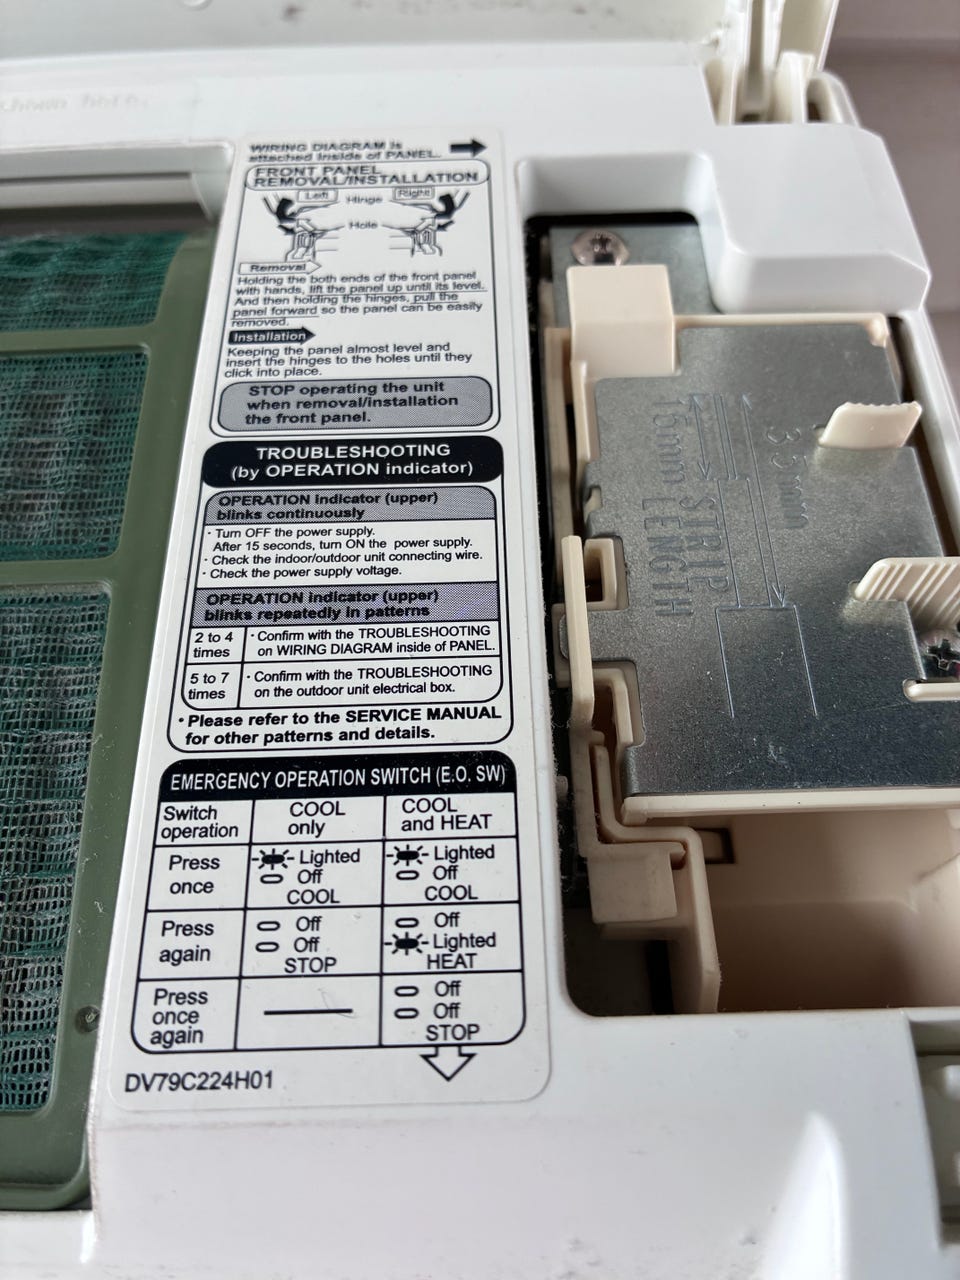 shown here.
WIRING DIAGRAM is
attached inside of PANEL.
FRONT PANEL
REMOVAL/INSTALLATION
Left
Hinge
Right
Hole
Removal
Holding the both ends of the front panel
with hands, lift the panel up until its level.
And then holding the hinges, pull the
panel forward so the panel can be easily
removed.
Installation
Keeping the panel almost level and
insert the hinges to the holes until they
click into place.
STOP operating the unit
when removal/installation
the front panel.
TROUBLESHOOTING
(by OPERATION indicator)
OPERATION indicator (upper)
blinks continuously
· Turn OFF the power supply.
After 15 seconds, turn ON the power supply.
· Check the indoor/outdoor unit connecting wire.
· Check the power supply voltage.
OPERATION indicator (upper)
blinks repeatedly in patterns
2 to 4
times
· Confirm with the TROUBLESHOOTING
on WIRING DIAGRAM inside of PANEL.
5 to 7
times
· Confirm with the TROUBLESHOOTING
on the outdoor unit electrical box.
• Please refer to the SERVICE MANUAL
for other patterns and details.
EMERGENCY OPERATION SWITCH (E.O. SW)
Switch
operation
COOL
only
COOL
and HEAT
Press
once
Lighted
Off
COOL
Lighted
Off
COOL
Press
again
Off
Off
STOP
Off
Lighted
HEAT
Press
once
again
Off
Off
STOP
DV79C224H01
16mm STRIP
LENGTH
35mm